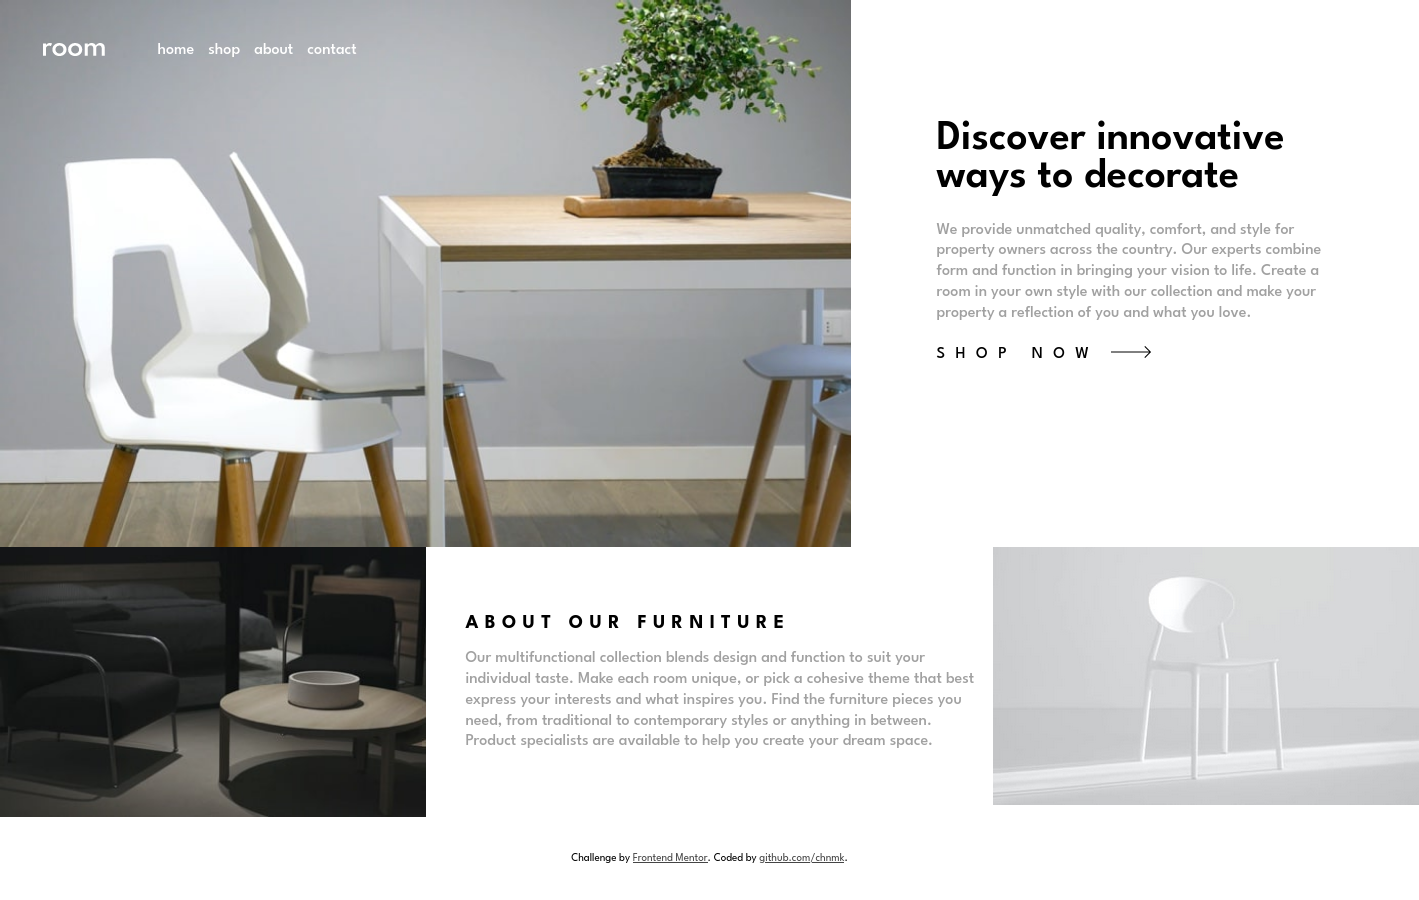 room
home shop about contact
Discover innovative
ways to decorate
We provide unmatched quality, comfort, and style for
property owners across the country. Our experts combine
form and function in bringing your vision to life. Create a
room in your own style with our collection and make your
property a reflection of you and what you love.
SHOP NOW
ABOUT OUR FURNITURE
Our multifunctional collection blends design and function to suit your
individual taste. Make each room unique, or pick a cohesive theme that best
express your interests and what inspires you. Find the furniture pieces you
need, from traditional to contemporary styles or anything in between.
Product specialists are available to help you create your dream space.
Challenge by Frontend Mentor. Coded by github.com/chnmk.